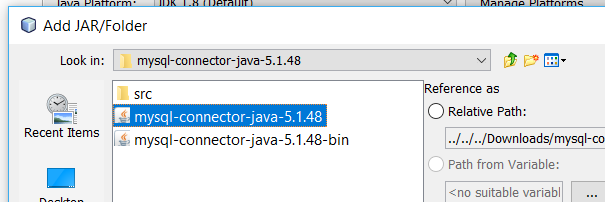 Java Platform: JDK 1.8 (Default) Manage Platforms
Add JAR/Folder
Look in: mysql-connector-java-5.1.48
src
mysql-connector-java-5.1.48
mysql-connector-java-5.1.48-bin
Recent Items
Desktop
Reference as
Relative Path:
../../../Downloads/mysql-co
Path from Variable:
<no suitable variabl